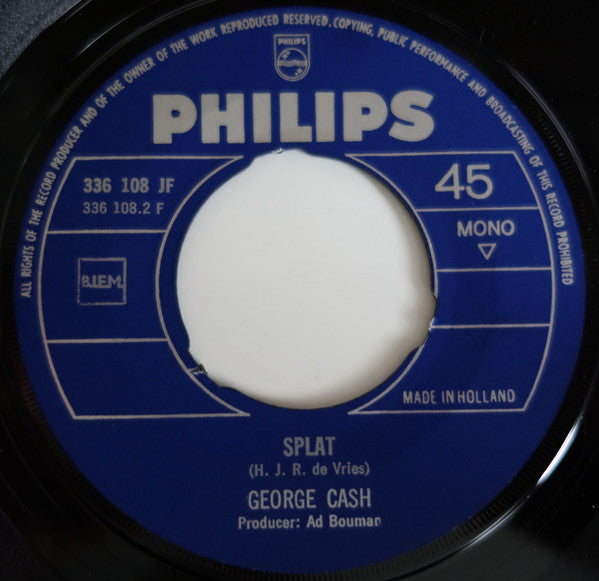 ALL RIGHTS OF THE RECORD PRODUCER AND OF THE OWNER OF THE WORK REPRODUCED RESERVED. COPYING, PUBLIC PERFORMANCE AND BROADCASTING OF THIS RECORD PROHIBITED
PHILIPS
PHILIPS
336 108 JF
336 108.2 F
45
MONO
B.I.E.M.
MADE IN HOLLAND
SPLAT
(H. J. R. de Vries)
GEORGE CASH
Producer: Ad Bouman